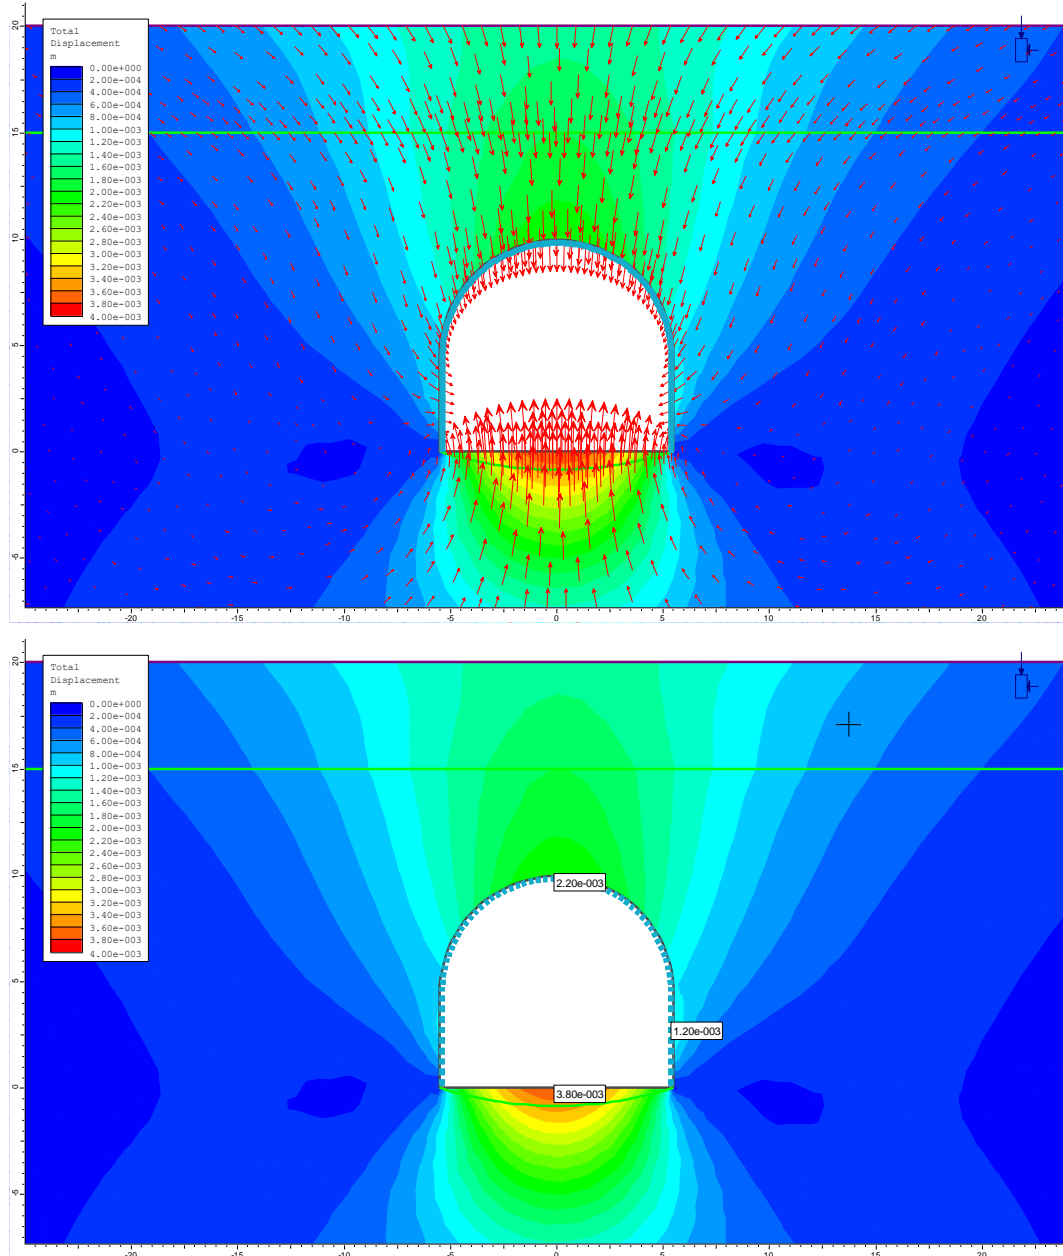 Total
Displacement
m
0.00e+000
2.00e-004
4.00e-004
6.00e-004
8.00e-004
1.00e-003
1.20e-003
1.40e-003
1.60e-003
1.80e-003
2.00e-003
2.20e-003
2.40e-003
2.60e-003
2.80e-003
3.00e-003
3.20e-003
3.40e-003
3.60e-003
3.80e-003
4.00e-003
20
15
10
5
0
-5
-20 -15 -10 -5 0 5 10 15 20
Total
Displacement
m
0.00e+000
2.00e-004
4.00e-004
6.00e-004
8.00e-004
1.00e-003
1.20e-003
1.40e-003
1.60e-003
1.80e-003
2.00e-003
2.20e-003
2.40e-003
2.60e-003
2.80e-003
3.00e-003
3.20e-003
3.40e-003
3.60e-003
3.80e-003
4.00e-003
20
15
10
5
0
-5
2.20e-003
1.20e-003
3.80e-003
-20 -15 -10 -5 0 5 10 15 20